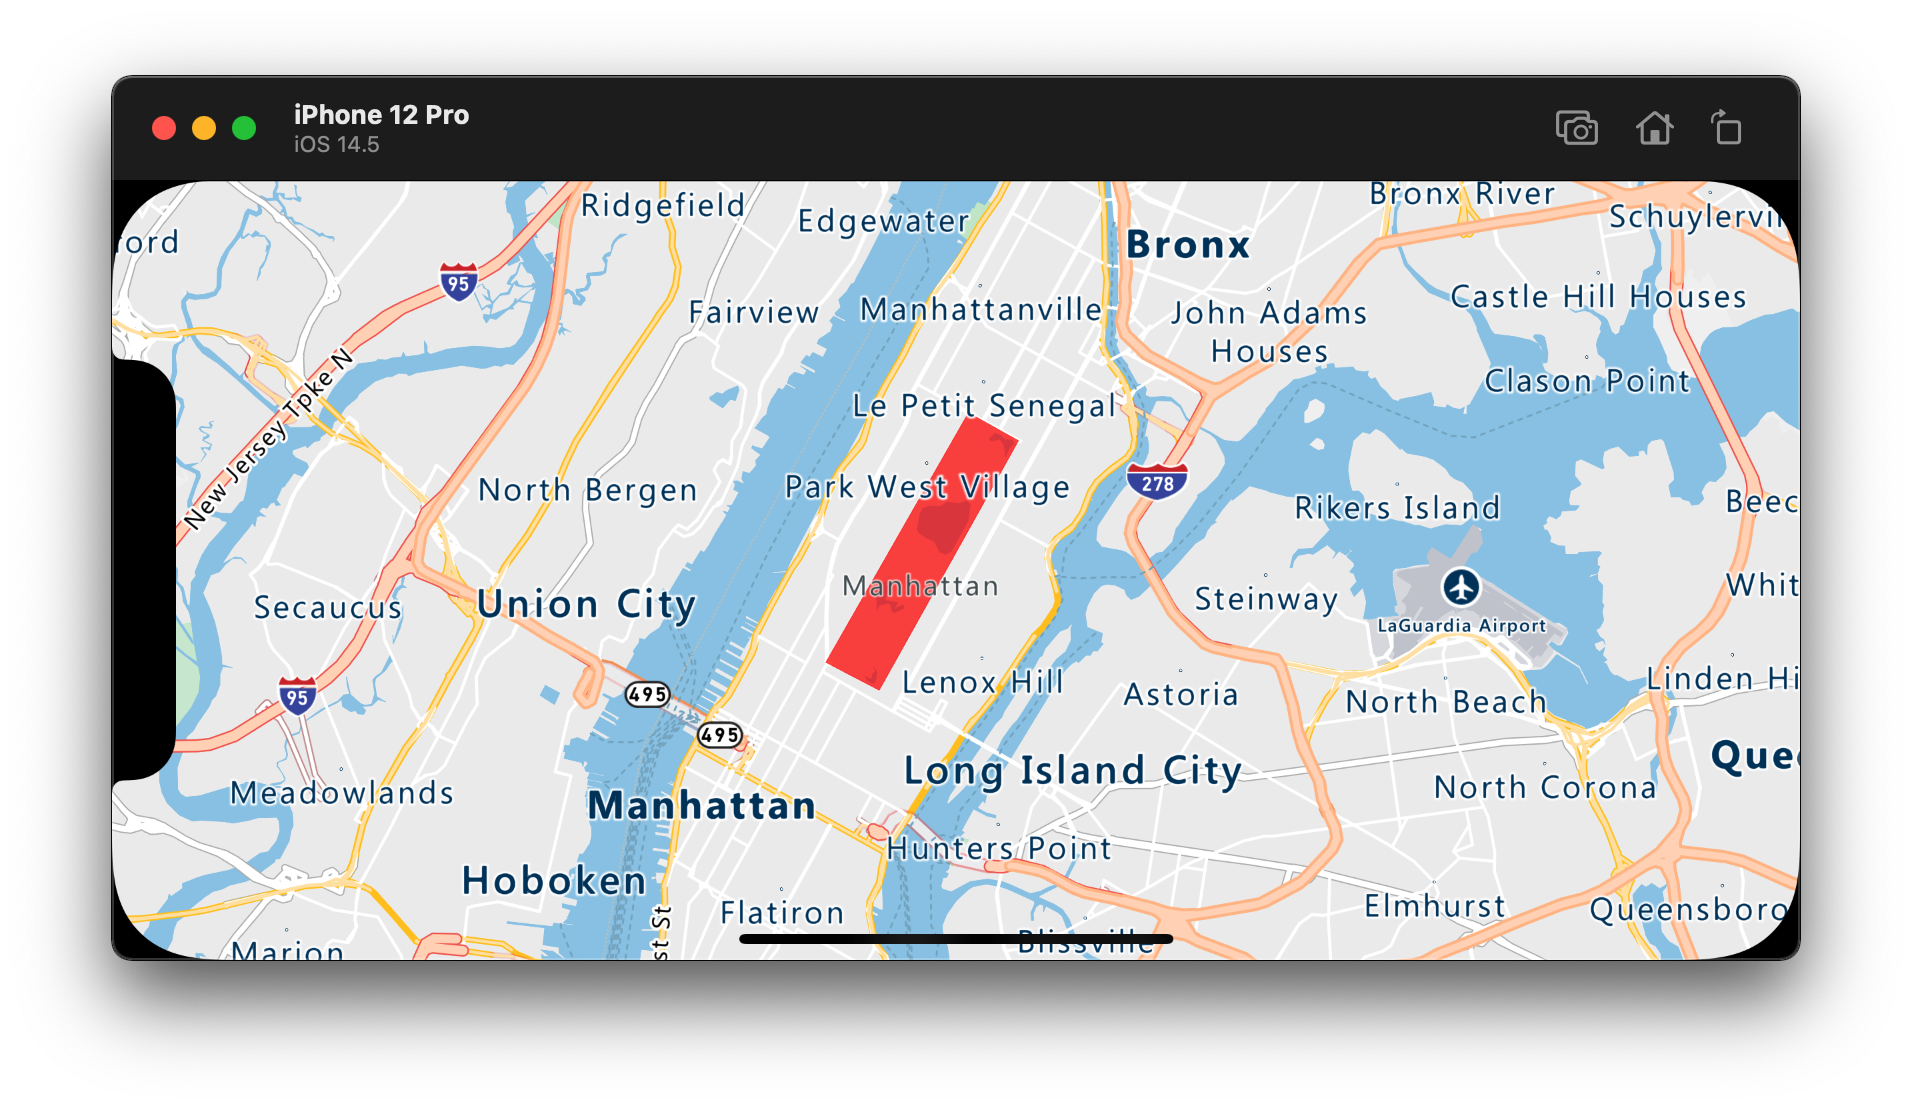 iPhone 12 Pro
iOS 14.5
Bronx River
Ridgefield
Schuylervi
Edgewater
ord
Bronx
95
Castle Hill Houses
Manhattanville
Fairview
John Adams
Houses
Clason Point
New Jersey Tpke N
Le Petit Senegal
278
Park West Village
North Bergen
Beec
Rikers Island
Manhattan
Whit
Steinway
Union City
Secaucus
LaGuardia Airport
Linden Hi
Lenox Hill
495
Astoria
95
North Beach
495
Que
Long Island City
North Corona
Meadowlands
Manhattan
Hunters Point
Hoboken
Elmhurst
Queensboro
Flatiron
st St
Blissville
Marion